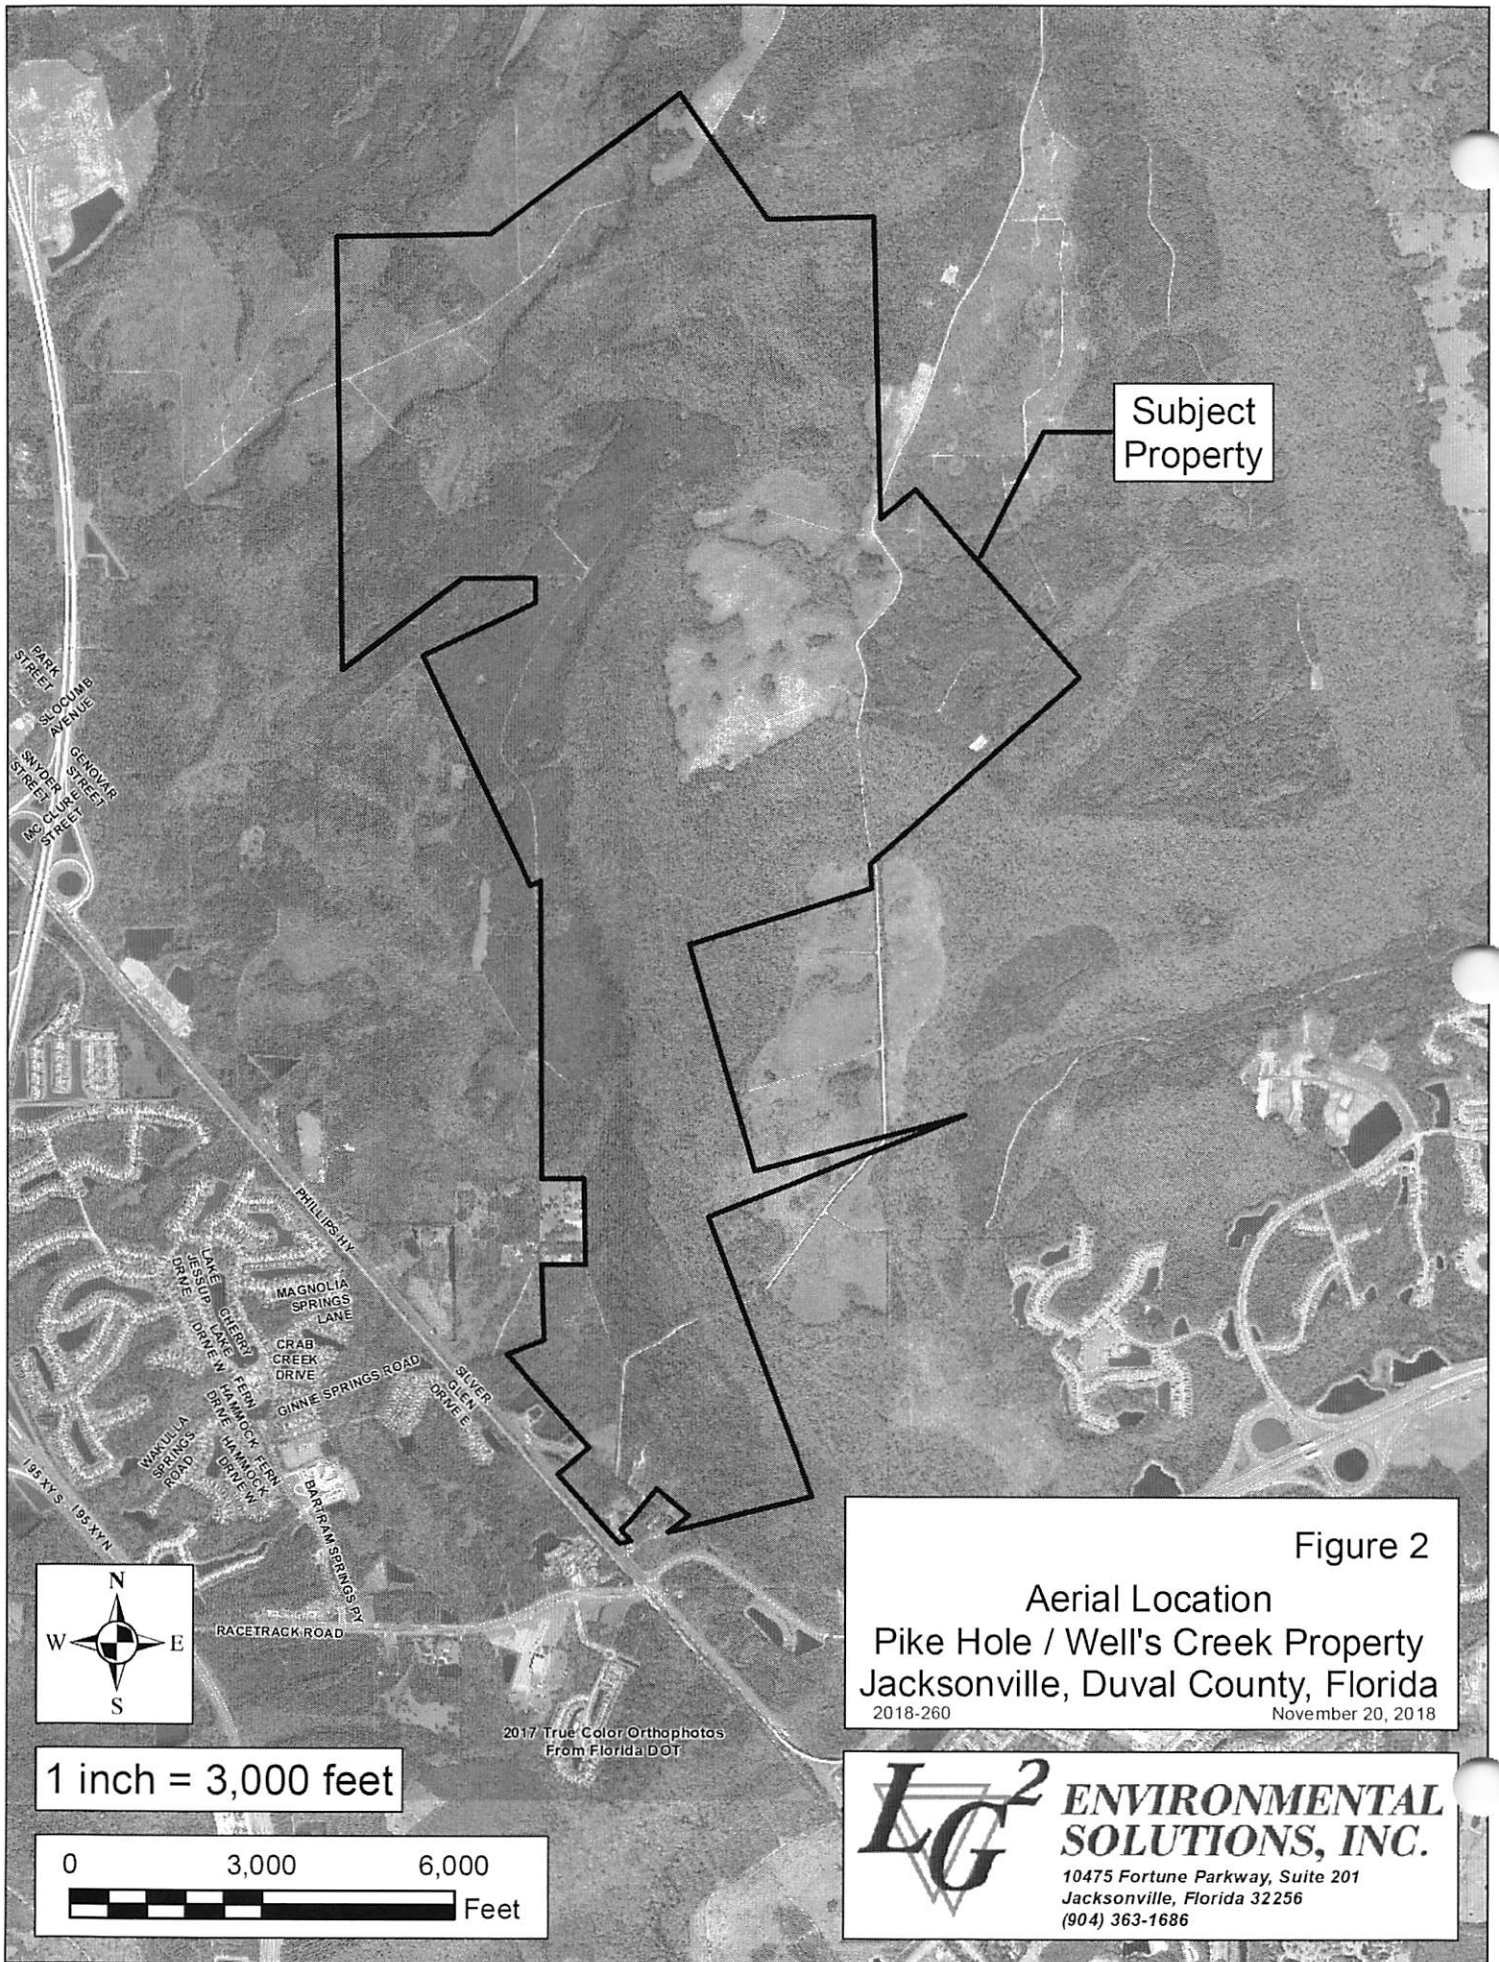 Subject
Property
PARK
STREET
SLOCUMB
AVENUE
SNYDER
STREET
GENOVAR
STREET
MC CLURE
STREET
PHILLIPS HY
LAKE
JESSUP
DRIVE
MAGNOLIA
SPRINGS
LANE
CHERRY
LAKE
DRIVE W
CRAB
CREEK
DRIVE
GINNIE SPRINGS ROAD
SILVER
GLEN
DRIVE E
FERN
HAMMOCK
DRIVE
FERN
HAMMOCK
DRIVE W
WAKULLA
SPRINGS
ROAD
I 95 XY S
I 95 XY N
BARTRAM SPRINGS PY
RACETRACK ROAD
N
W
E
S
2017 True Color Orthophotos
From Florida DOT
1 inch = 3,000 feet
0 3,000 6,000
Feet
Figure 2
Aerial Location
Pike Hole / Well's Creek Property
Jacksonville, Duval County, Florida
2018-260 November 20, 2018
LG2
ENVIRONMENTAL
SOLUTIONS, INC.
10475 Fortune Parkway, Suite 201
Jacksonville, Florida 32256
(904) 363-1686